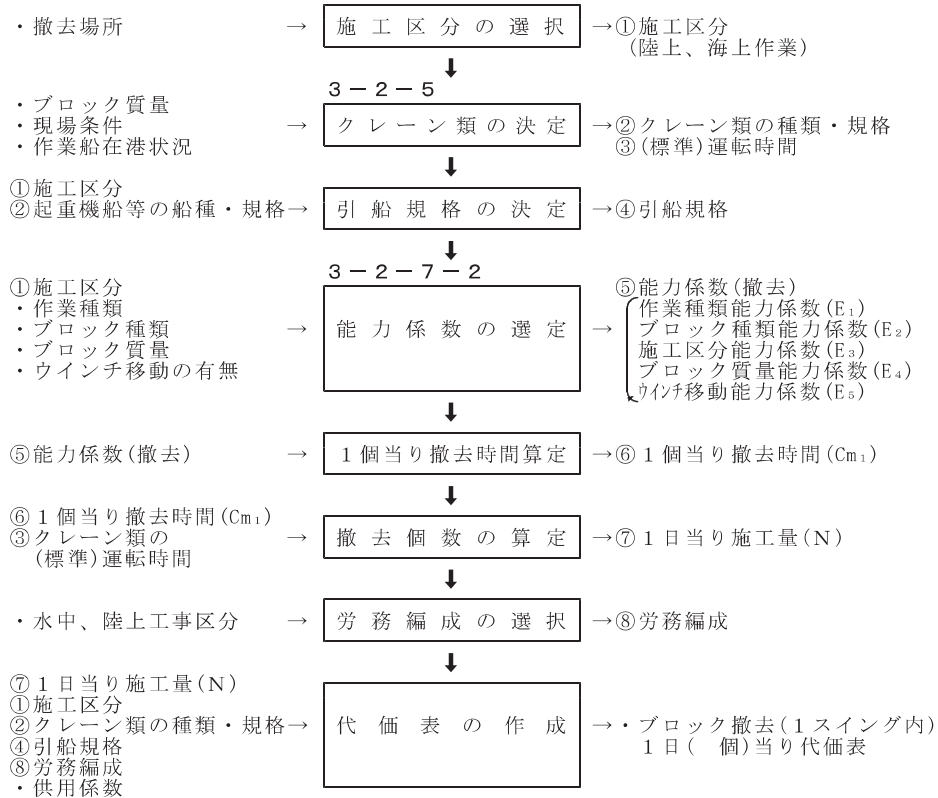 ・撤去場所 → 施工区分の選択 →①施工区分
(陸上、海上作業)
3－2－5
・ブロック質量
・現場条件 → クレーン類の決定 →②クレーン類の種類・規格
・作業船在港状況 ③(標準)運転時間
①施工区分
②起重機船等の船種・規格→ 引船規格の決定 →④引船規格
3－2－7－2
①施工区分 ⑤能力係数(撤去)
・作業種類 作業種類能力係数(E₁)
・ブロック種類 → 能力係数の選定 → ブロック種類能力係数(E₂)
・ブロック質量 施工区分能力係数(E₃)
・ウインチ移動の有無 ブロック質量能力係数(E₄)
ウインチ移動能力係数(E₅)
⑤能力係数(撤去) → １個当り撤去時間算定 →⑥１個当り撤去時間(Cm₁)
⑥１個当り撤去時間(Cm₁)
③クレーン類の → 撤去個数の算定 →⑦１日当り施工量(N)
(標準)運転時間
・水中、陸上工事区分 → 労務編成の選択 →⑧労務編成
⑦１日当り施工量(N)
①施工区分
②クレーン類の種類・規格→ 代価表の作成 →・ブロック撤去(１スイング内)
④引船規格 １日(　個)当り代価表
⑧労務編成
・供用係数